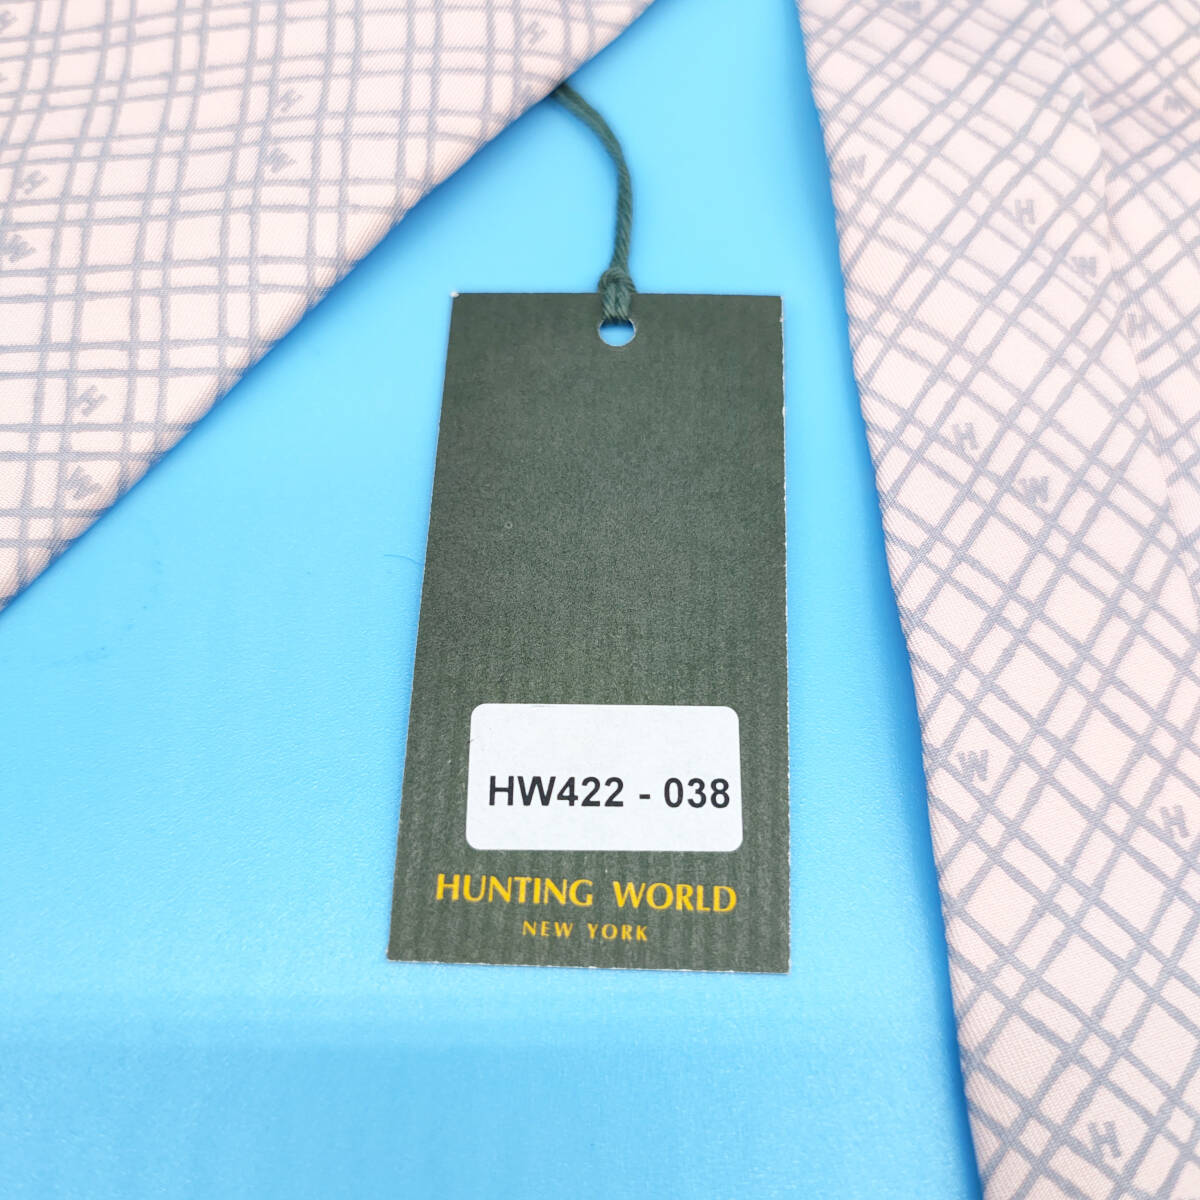 HW422 - 038
HUNTING WORLD
NEW YORK